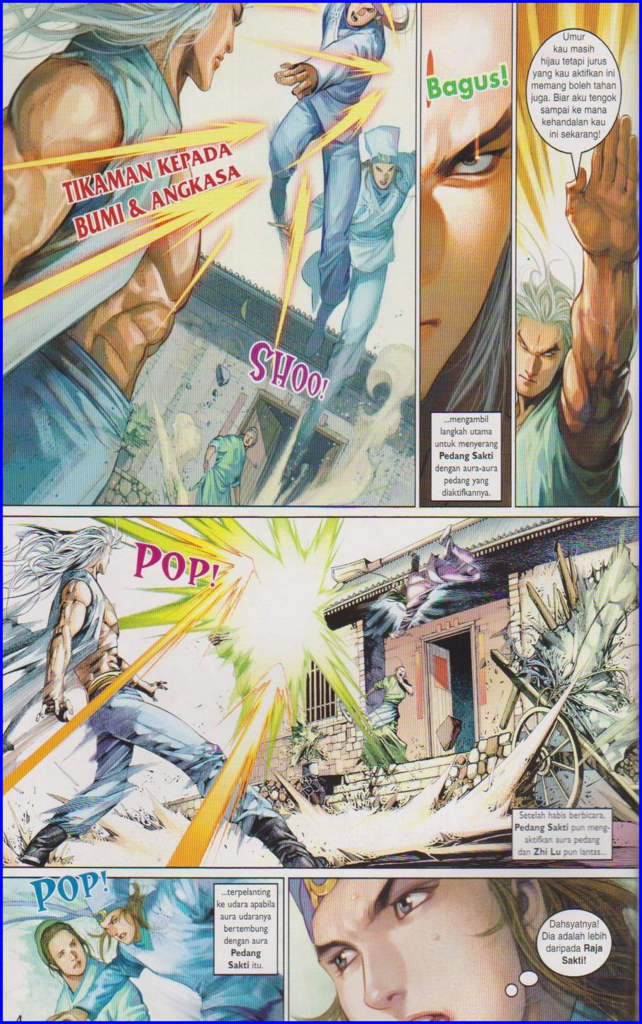 TIKAMAN KEPADA
BUMI & ANGKASA
SHOO!
Bagus!
...mengambil
langkah utama
untuk menyerang
Pedang Sakti
dengan aura-aura
pedang yang
diaktifkannya.
Umur
kau masih
hijau tetapi jurus
yang kau aktifkan ini
memang boleh tahan
juga. Biar aku tengok
sampai ke mana
kehandalan kau
ini sekarang!
POP!
Setelah habis berbicara,
Pedang Sakti pun meng-
aktifkan aura pedang
dan Zhi Lu pun lantas...
POP!
...terpelanting
ke udara apabila
aura udaranya
bertembung
dengan aura
Pedang
Sakti itu.
Dahsyatnya!
Dia adalah lebih
daripada Raja
Sakti!
4